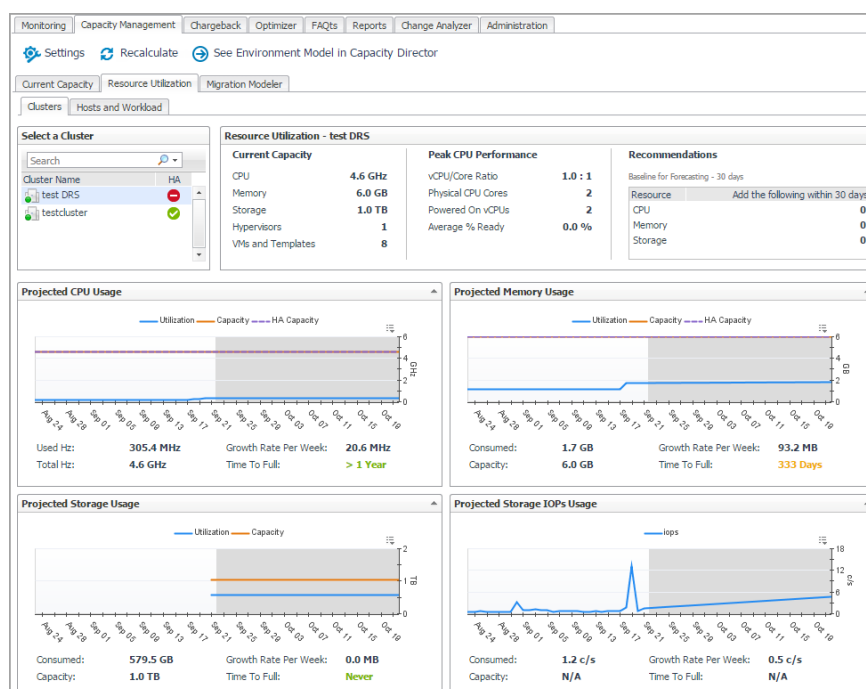 Monitoring Capacity Management Chargeback Optimizer FAQts Reports Change Analyzer Administration
Settings Recalculate See Environment Model in Capacity Director
Current Capacity Resource Utilization Migration Modeler
Clusters Hosts and Workload
Select a Cluster
Search
Cluster Name HA
test DRS
testcluster
Resource Utilization - test DRS
Current Capacity
CPU 4.6 GHz
Memory 6.0 GB
Storage 1.0 TB
Hypervisors 1
VMs and Templates 8
Peak CPU Performance
vCPU/Core Ratio 1.0 : 1
Physical CPU Cores 2
Powered On vCPUs 2
Average % Ready 0.0 %
Recommendations
Baseline for Forecasting - 30 days
Resource Add the following within 30 days
CPU 0
Memory 0
Storage 0
Projected CPU Usage
Utilization Capacity HA Capacity
6
4
2
0
GHz
Aug 24 Aug 28 Sep 01 Sep 05 Sep 09 Sep 13 Sep 17 Sep 21 Sep 25 Sep 29 Oct 03 Oct 07 Oct 11 Oct 15 Oct 19
Used Hz: 305.4 MHz Growth Rate Per Week: 20.6 MHz
Total Hz: 4.6 GHz Time To Full: > 1 Year
Projected Memory Usage
Utilization Capacity HA Capacity
6
4
2
0
GB
Aug 24 Aug 28 Sep 01 Sep 05 Sep 09 Sep 13 Sep 17 Sep 21 Sep 25 Sep 29 Oct 03 Oct 07 Oct 11 Oct 15 Oct 19
Consumed: 1.7 GB Growth Rate Per Week: 93.2 MB
Capacity: 6.0 GB Time To Full: 333 Days
Projected Storage Usage
Utilization Capacity
2
1
0
TB
Aug 24 Aug 28 Sep 01 Sep 05 Sep 09 Sep 13 Sep 17 Sep 21 Sep 25 Sep 29 Oct 03 Oct 07 Oct 11 Oct 15 Oct 19
Consumed: 579.5 GB Growth Rate Per Week: 0.0 MB
Capacity: 1.0 TB Time To Full: Never
Projected Storage IOPs Usage
iops
18
12
6
0
c/s
Aug 24 Aug 28 Sep 01 Sep 05 Sep 09 Sep 13 Sep 17 Sep 21 Sep 25 Sep 29 Oct 03 Oct 07 Oct 11 Oct 15 Oct 19
Consumed: 1.2 c/s Growth Rate Per Week: 0.5 c/s
Capacity: N/A Time To Full: N/A